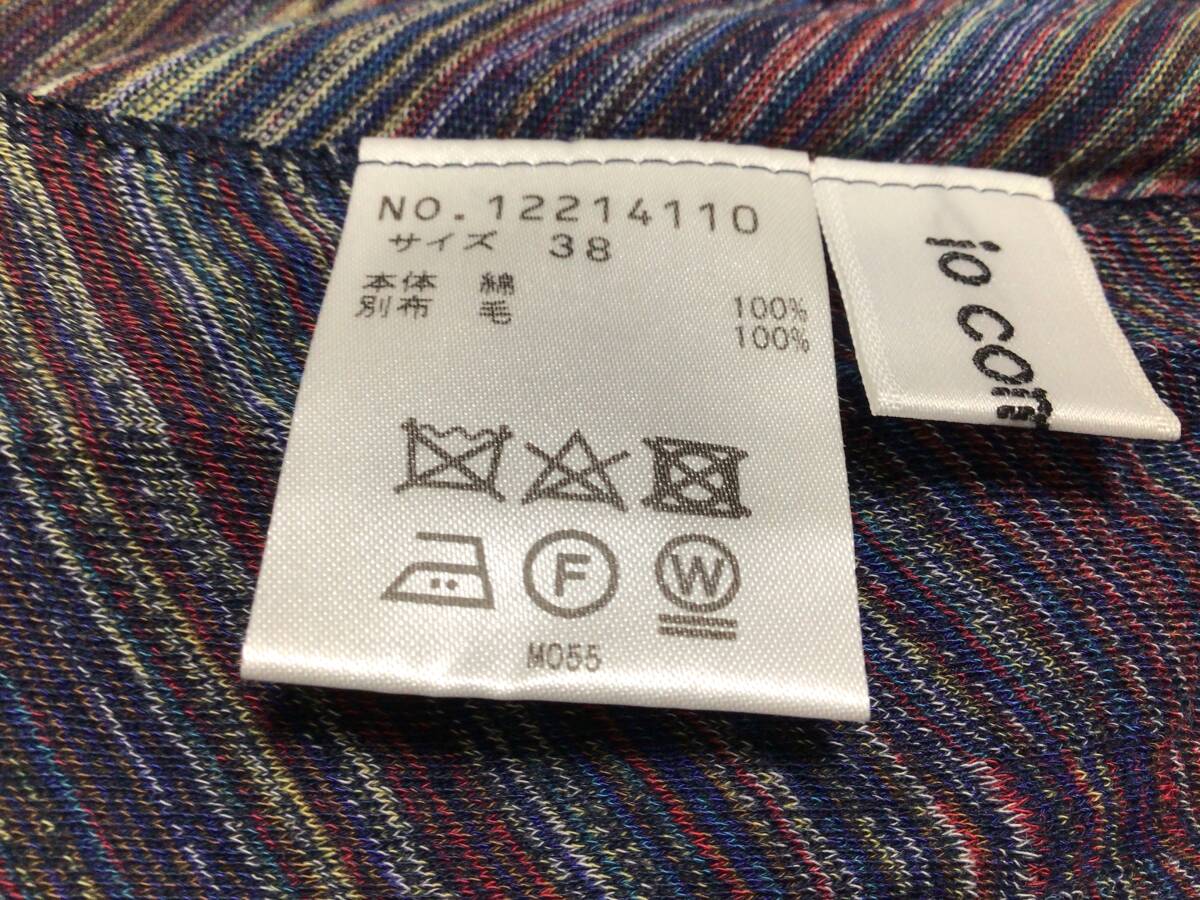 NO.12214110
サイズ 38
本体 綿 100%
別布 毛 100%
F
W
M055
io com